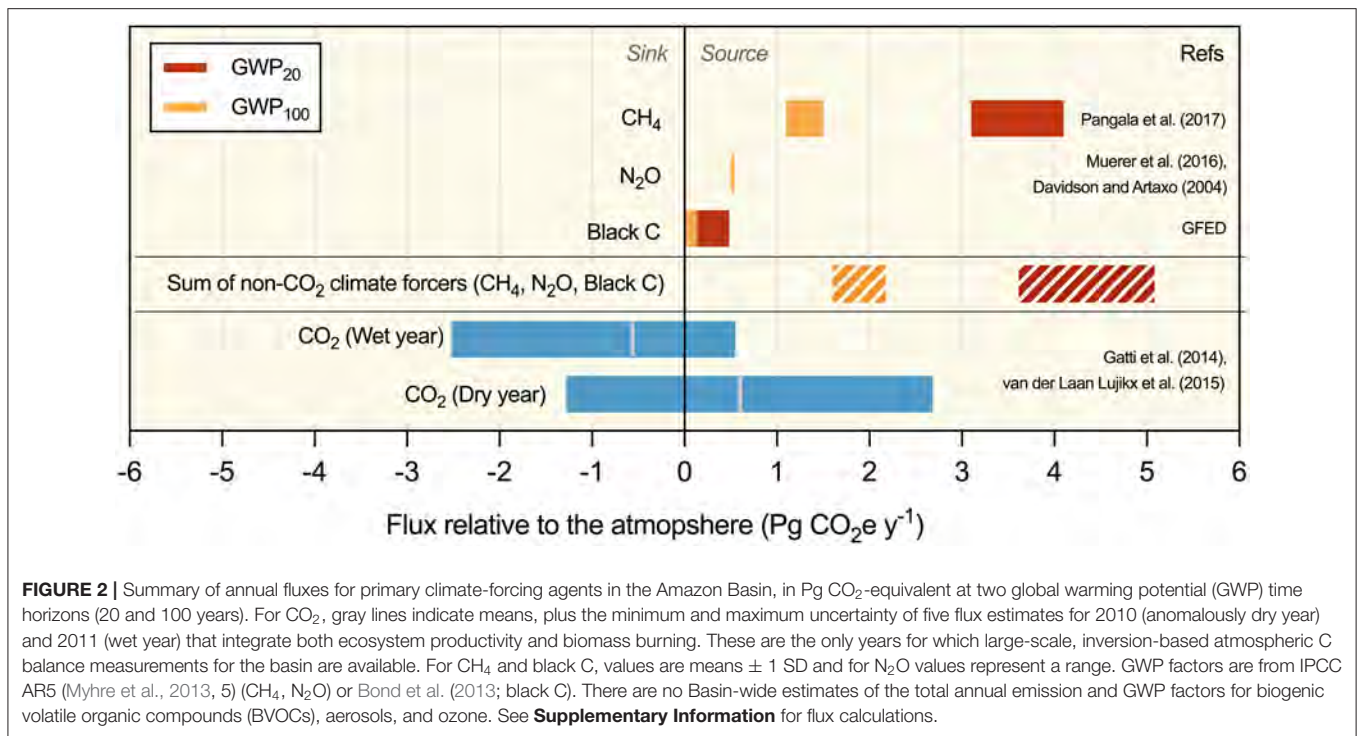 Sink Source Refs
GWP20
GWP100
CH4
Pangala et al. (2017)
N2O
Muerer et al. (2016),
Davidson and Artaxo (2004)
Black C
GFED
Sum of non-CO2 climate forcers (CH4, N2O, Black C)
CO2 (Wet year)
Gatti et al. (2014),
van der Laan Lujikx et al. (2015)
CO2 (Dry year)
-6 -5 -4 -3 -2 -1 0 1 2 3 4 5 6
Flux relative to the atmopshere (Pg CO2e y-1)
FIGURE 2 | Summary of annual fluxes for primary climate-forcing agents in the Amazon Basin, in Pg CO2-equivalent at two global warming potential (GWP) time
horizons (20 and 100 years). For CO2, gray lines indicate means, plus the minimum and maximum uncertainty of five flux estimates for 2010 (anomalously dry year)
and 2011 (wet year) that integrate both ecosystem productivity and biomass burning. These are the only years for which large-scale, inversion-based atmospheric C
balance measurements for the basin are available. For CH4 and black C, values are means ± 1 SD and for N2O values represent a range. GWP factors are from IPCC
AR5 (Myhre et al., 2013, 5) (CH4, N2O) or Bond et al. (2013; black C). There are no Basin-wide estimates of the total annual emission and GWP factors for biogenic
volatile organic compounds (BVOCs), aerosols, and ozone. See Supplementary Information for flux calculations.